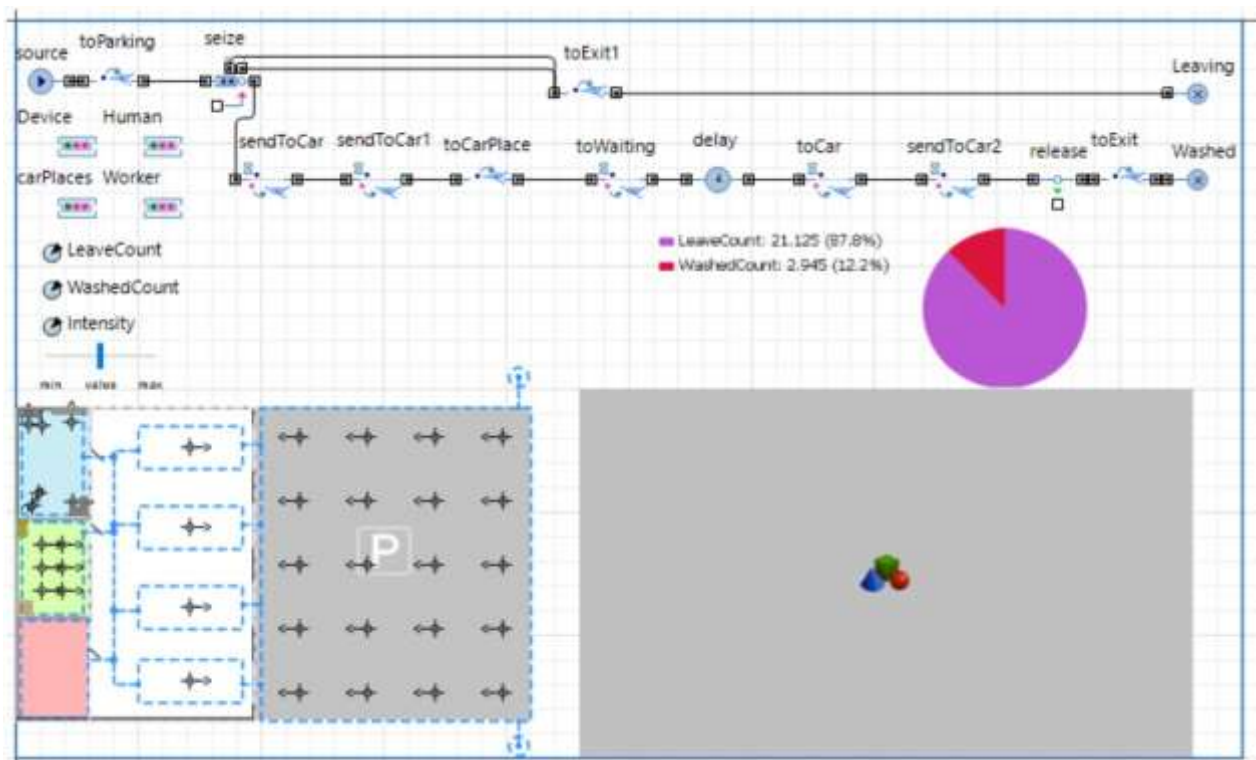 source
toParking
seize
toExit1
Leaving
Device
Human
sendToCar
sendToCar1
toCarPlace
toWaiting
delay
toCar
sendToCar2
release
toExit
Washed
carPlaces
Worker
LeaveCount
LeaveCount: 21.125 (87.8%)
WashedCount: 2.945 (12.2%)
WashedCount
Intensity
min
value
max
P